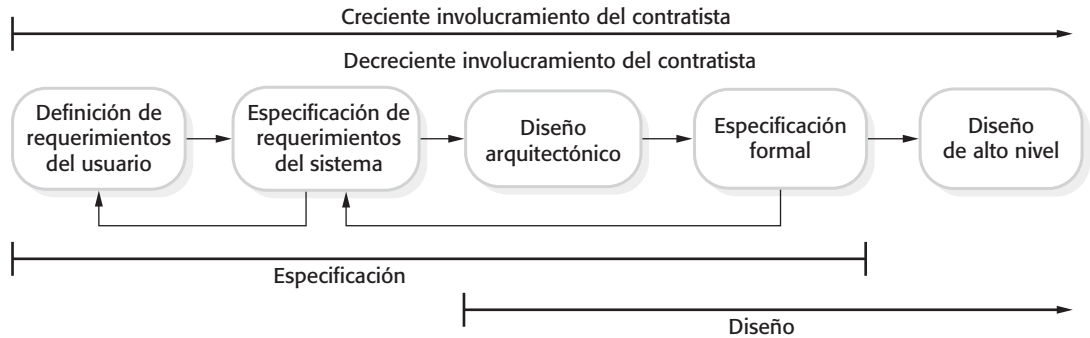 Creciente involucramiento del contratista
Decreciente involucramiento del contratista
Definición de
requerimientos
del usuario
Especificación de
requerimientos
del sistema
Diseño
arquitectónico
Especificación
formal
Diseño
de alto nivel
Especificación
Diseño